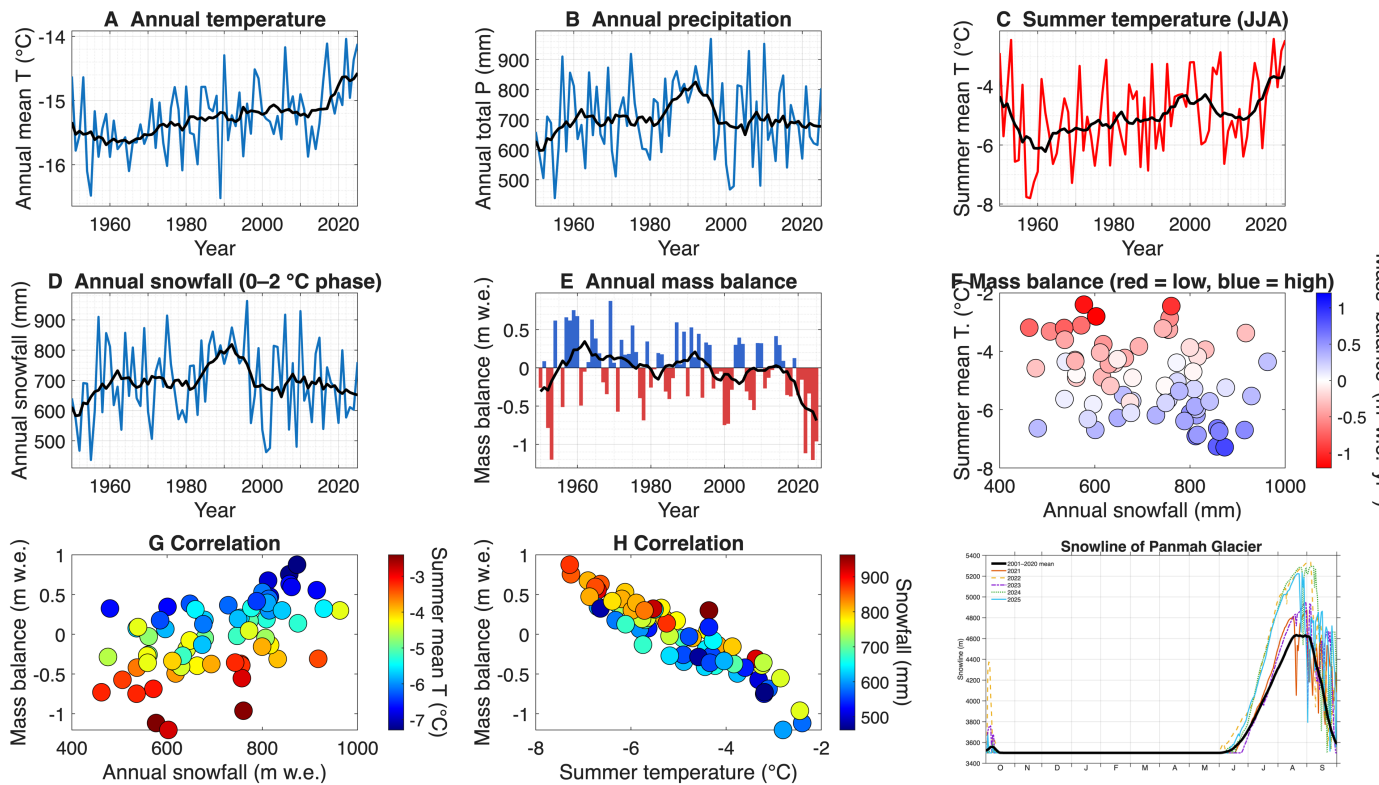 A Annual temperature
Annual mean T (°C)
-14
-15
-16
1960 1980 2000 2020
Year
B Annual precipitation
Annual total P (mm)
900
800
700
600
500
1960 1980 2000 2020
Year
C Summer temperature (JJA)
Summer mean T (°C)
-4
-6
-8
1960 1980 2000 2020
Year
D Annual snowfall (0–2 °C phase)
Annual snowfall (mm)
900
800
700
600
500
1960 1980 2000 2020
Year
E Annual mass balance
Mass balance (m w.e.)
0.5
0
-0.5
-1
1960 1980 2000 2020
Year
F Mass balance (red = low, blue = high)
Summer mean T. (°C)
-2
-4
-6
-8
400 600 800 1000
Annual snowfall (mm)
1
0.5
0
-0.5
-1
G Correlation
Mass balance (m w.e.)
1
0.5
0
-0.5
-1
400 600 800 1000
Annual snowfall (m w.e.)
-3
-4
-5
-6
-7
Summer mean T (°C)
H Correlation
Mass balance (m w.e.)
1
0.5
0
-0.5
-1
-8 -6 -4 -2
Summer temperature (°C)
900
800
700
600
500
Snowfall (mm)
Snowline of Panmah Glacier
Snowline (m)
5400
5200
5000
4800
4600
4400
4200
4000
3800
3600
3400
2001–2020 mean
2021
2022
2023
2024
2025
O N D J F M A M J J A S